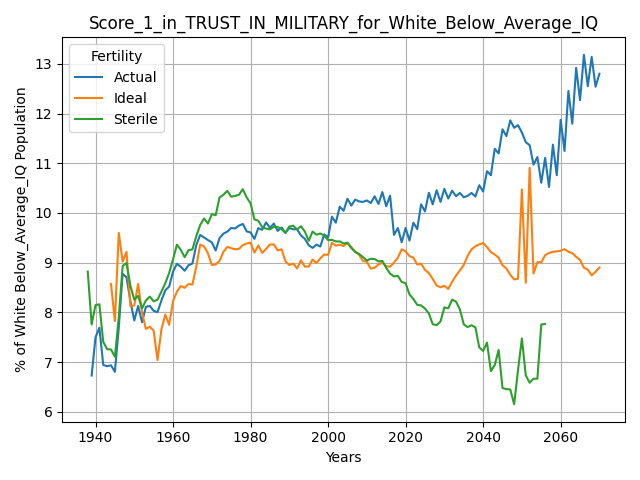 Score_1_in_TRUST_IN_MILITARY_for_White_Below_Average_IQ
% of White Below_Average_IQ Population
13
12
11
10
9
8
7
6
Fertility
Actual
Ideal
Sterile
1940 1960 1980 2000 2020 2040 2060
Years